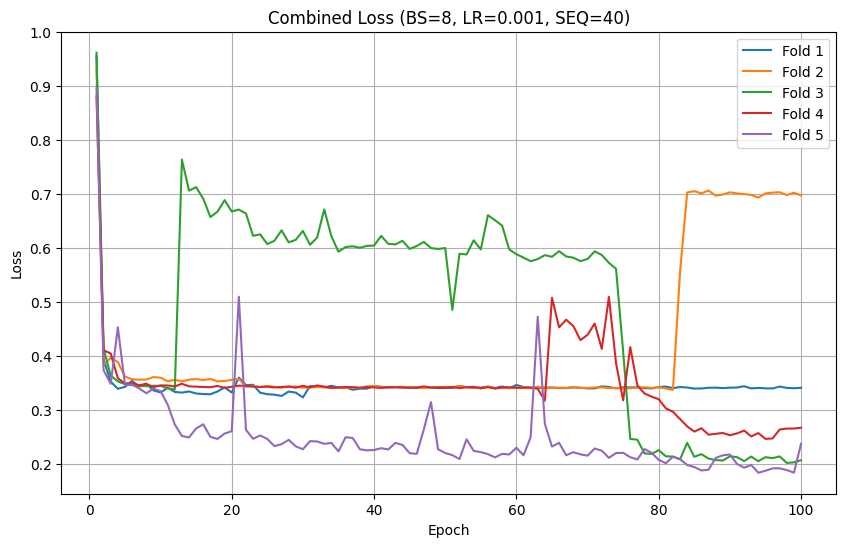 Combined Loss (BS=8, LR=0.001, SEQ=40)
1.0
0.9
0.8
0.7
0.6
0.5
0.4
0.3
0.2
Loss
Fold 1
Fold 2
Fold 3
Fold 4
Fold 5
0 20 40 60 80 100
Epoch